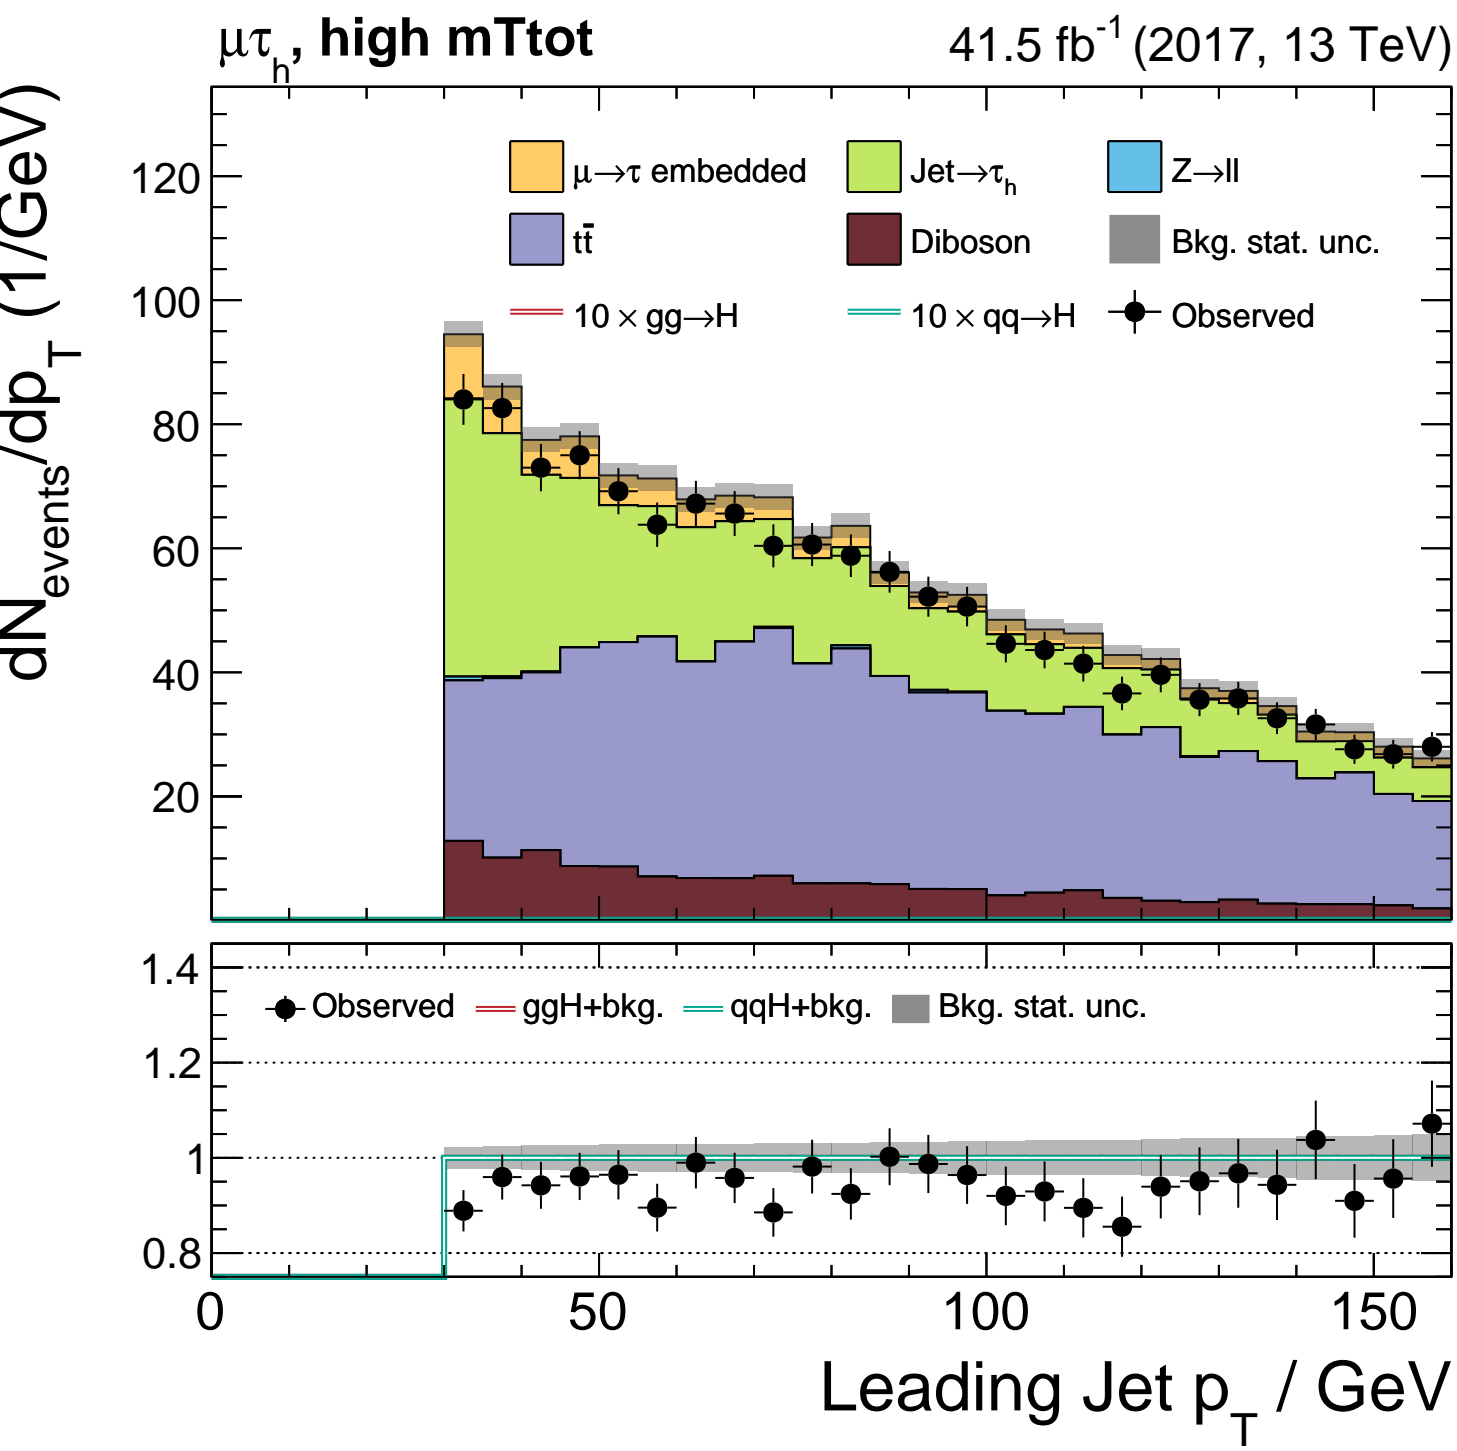 μτh, high mTtot
41.5 fb-1 (2017, 13 TeV)
dNevents/dpT (1/GeV)
μ→τ embedded
Jet→τh
Z→ll
tt̄
Diboson
Bkg. stat. unc.
10 × gg→H
10 × qq→H
Observed
120
100
80
60
40
20
1.4
Observed
ggH+bkg.
qqH+bkg.
Bkg. stat. unc.
1.2
1
0.8
0
50
100
150
Leading Jet pT / GeV